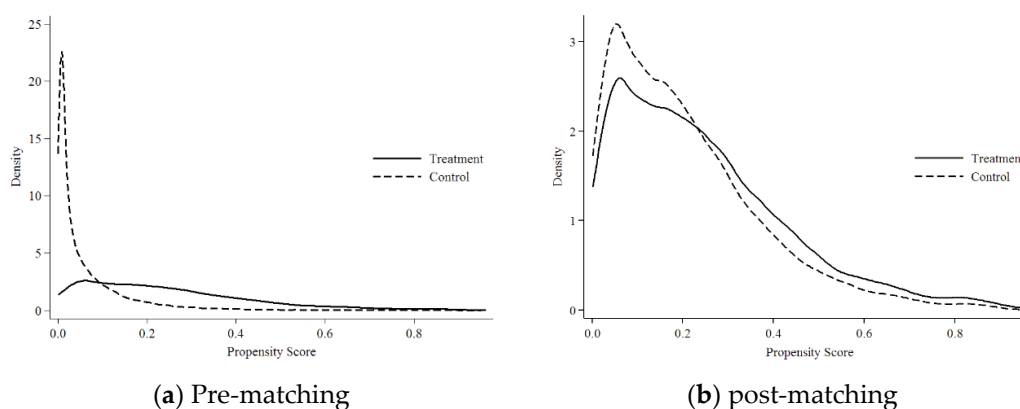 25
20
15
10
5
0
Density
0.0 0.2 0.4 0.6 0.8
Propensity Score
Treatment
Control
(a) Pre-matching
3
2
1
0
Density
0.0 0.2 0.4 0.6 0.8
Propensity Score
Treatment
Control
(b) post-matching